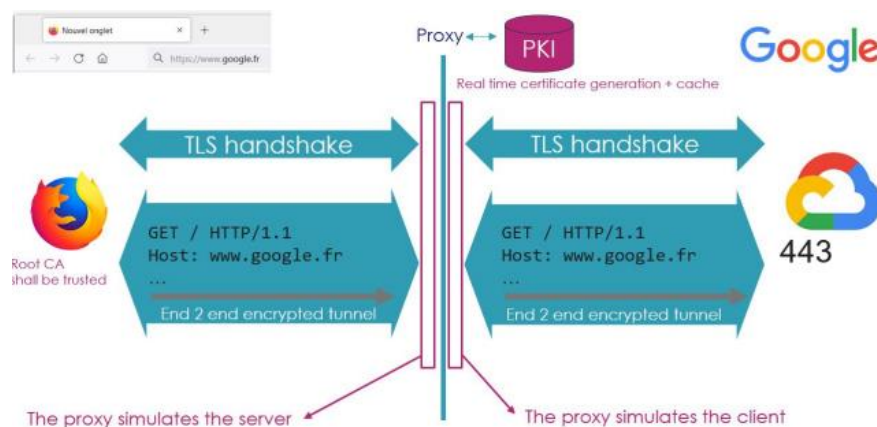 Nouvel onglet
https://www.google.fr
Proxy
PKI
Google
Real time certificate generation + cache
TLS handshake
TLS handshake
GET / HTTP/1.1
Host: www.google.fr
...
End 2 end encrypted tunnel
GET / HTTP/1.1
Host: www.google.fr
...
End 2 end encrypted tunnel
Root CA
shall be trusted
443
The proxy simulates the server
The proxy simulates the client